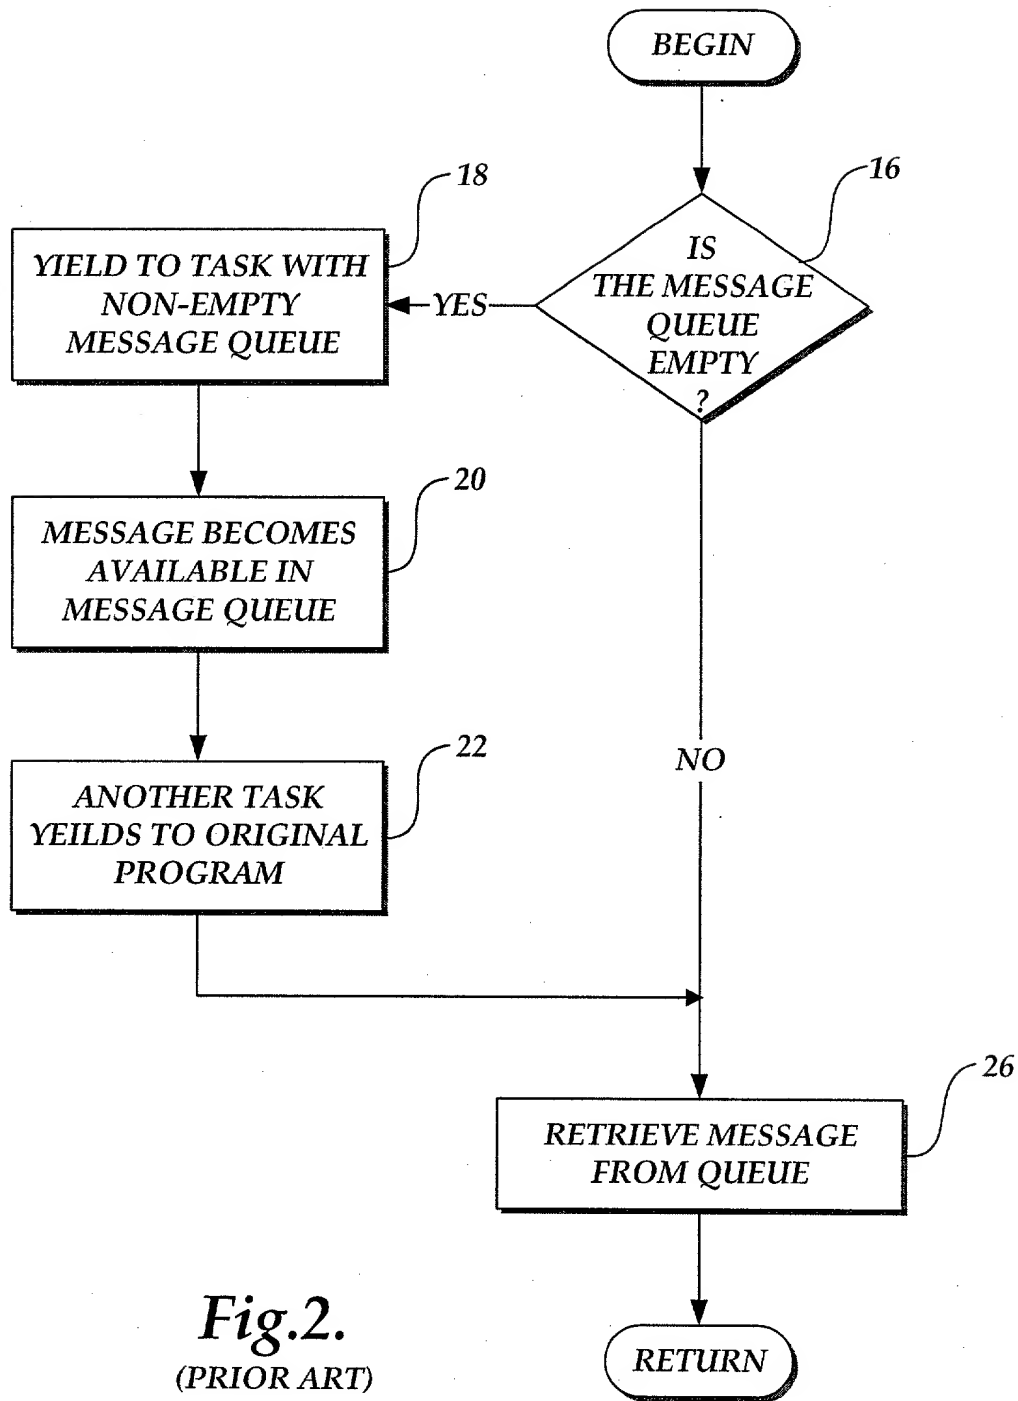 BEGIN
16
IS
THE MESSAGE
QUEUE
EMPTY
?
YES
18
YIELD TO TASK WITH
NON-EMPTY
MESSAGE QUEUE
20
MESSAGE BECOMES
AVAILABLE IN
MESSAGE QUEUE
22
ANOTHER TASK
YEILDS TO ORIGINAL
PROGRAM
NO
26
RETRIEVE MESSAGE
FROM QUEUE
RETURN
Fig.2.
(PRIOR ART)